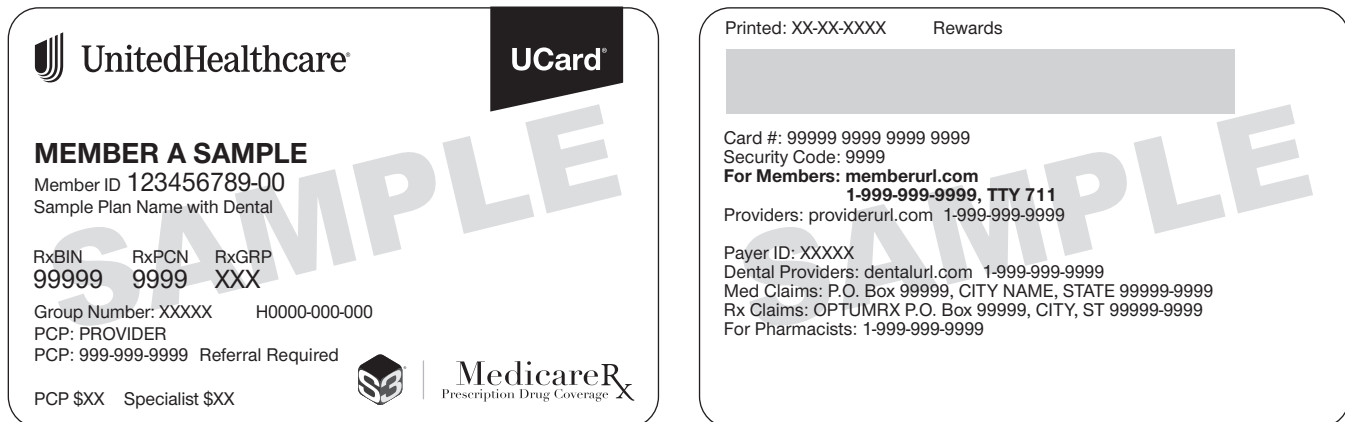 UnitedHealthcare®
UCard®
SAMPLE
MEMBER A SAMPLE
Member ID 123456789-00
Sample Plan Name with Dental
RxBIN RxPCN RxGRP
99999 9999 XXX
Group Number: XXXXX H0000-000-000
PCP: PROVIDER
PCP: 999-999-9999 Referral Required
PCP $XX Specialist $XX
S3
MedicareRx
Prescription Drug Coverage
Printed: XX-XX-XXXX Rewards
SAMPLE
Card #: 99999 9999 9999 9999
Security Code: 9999
For Members: memberurl.com
1-999-999-9999, TTY 711
Providers: providerurl.com 1-999-999-9999
Payer ID: XXXXX
Dental Providers: dentalurl.com 1-999-999-9999
Med Claims: P.O. Box 99999, CITY NAME, STATE 99999-9999
Rx Claims: OPTUMRX P.O. Box 99999, CITY, ST 99999-9999
For Pharmacists: 1-999-999-9999